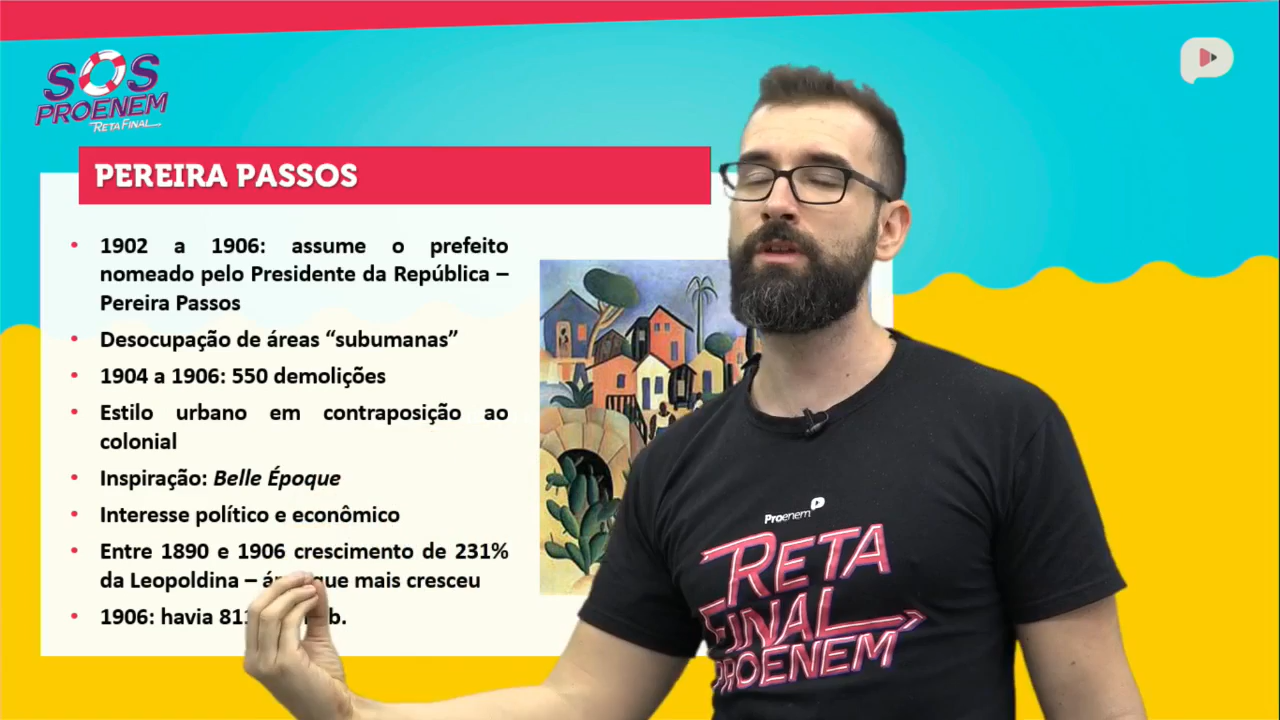 SOS
PROENEM
RETA FINAL
PEREIRA PASSOS
• 1902 a 1906: assume o prefeito
nomeado pelo Presidente da República –
Pereira Passos
• Desocupação de áreas “subumanas”
• 1904 a 1906: 550 demolições
• Estilo urbano em contraposição ao
colonial
• Inspiração: Belle Époque
• Interesse político e econômico
• Entre 1890 e 1906 crescimento de 231%
da Leopoldina – que mais cresceu
• 1906: havia
Proenem
RETA
FINAL
PROENEM